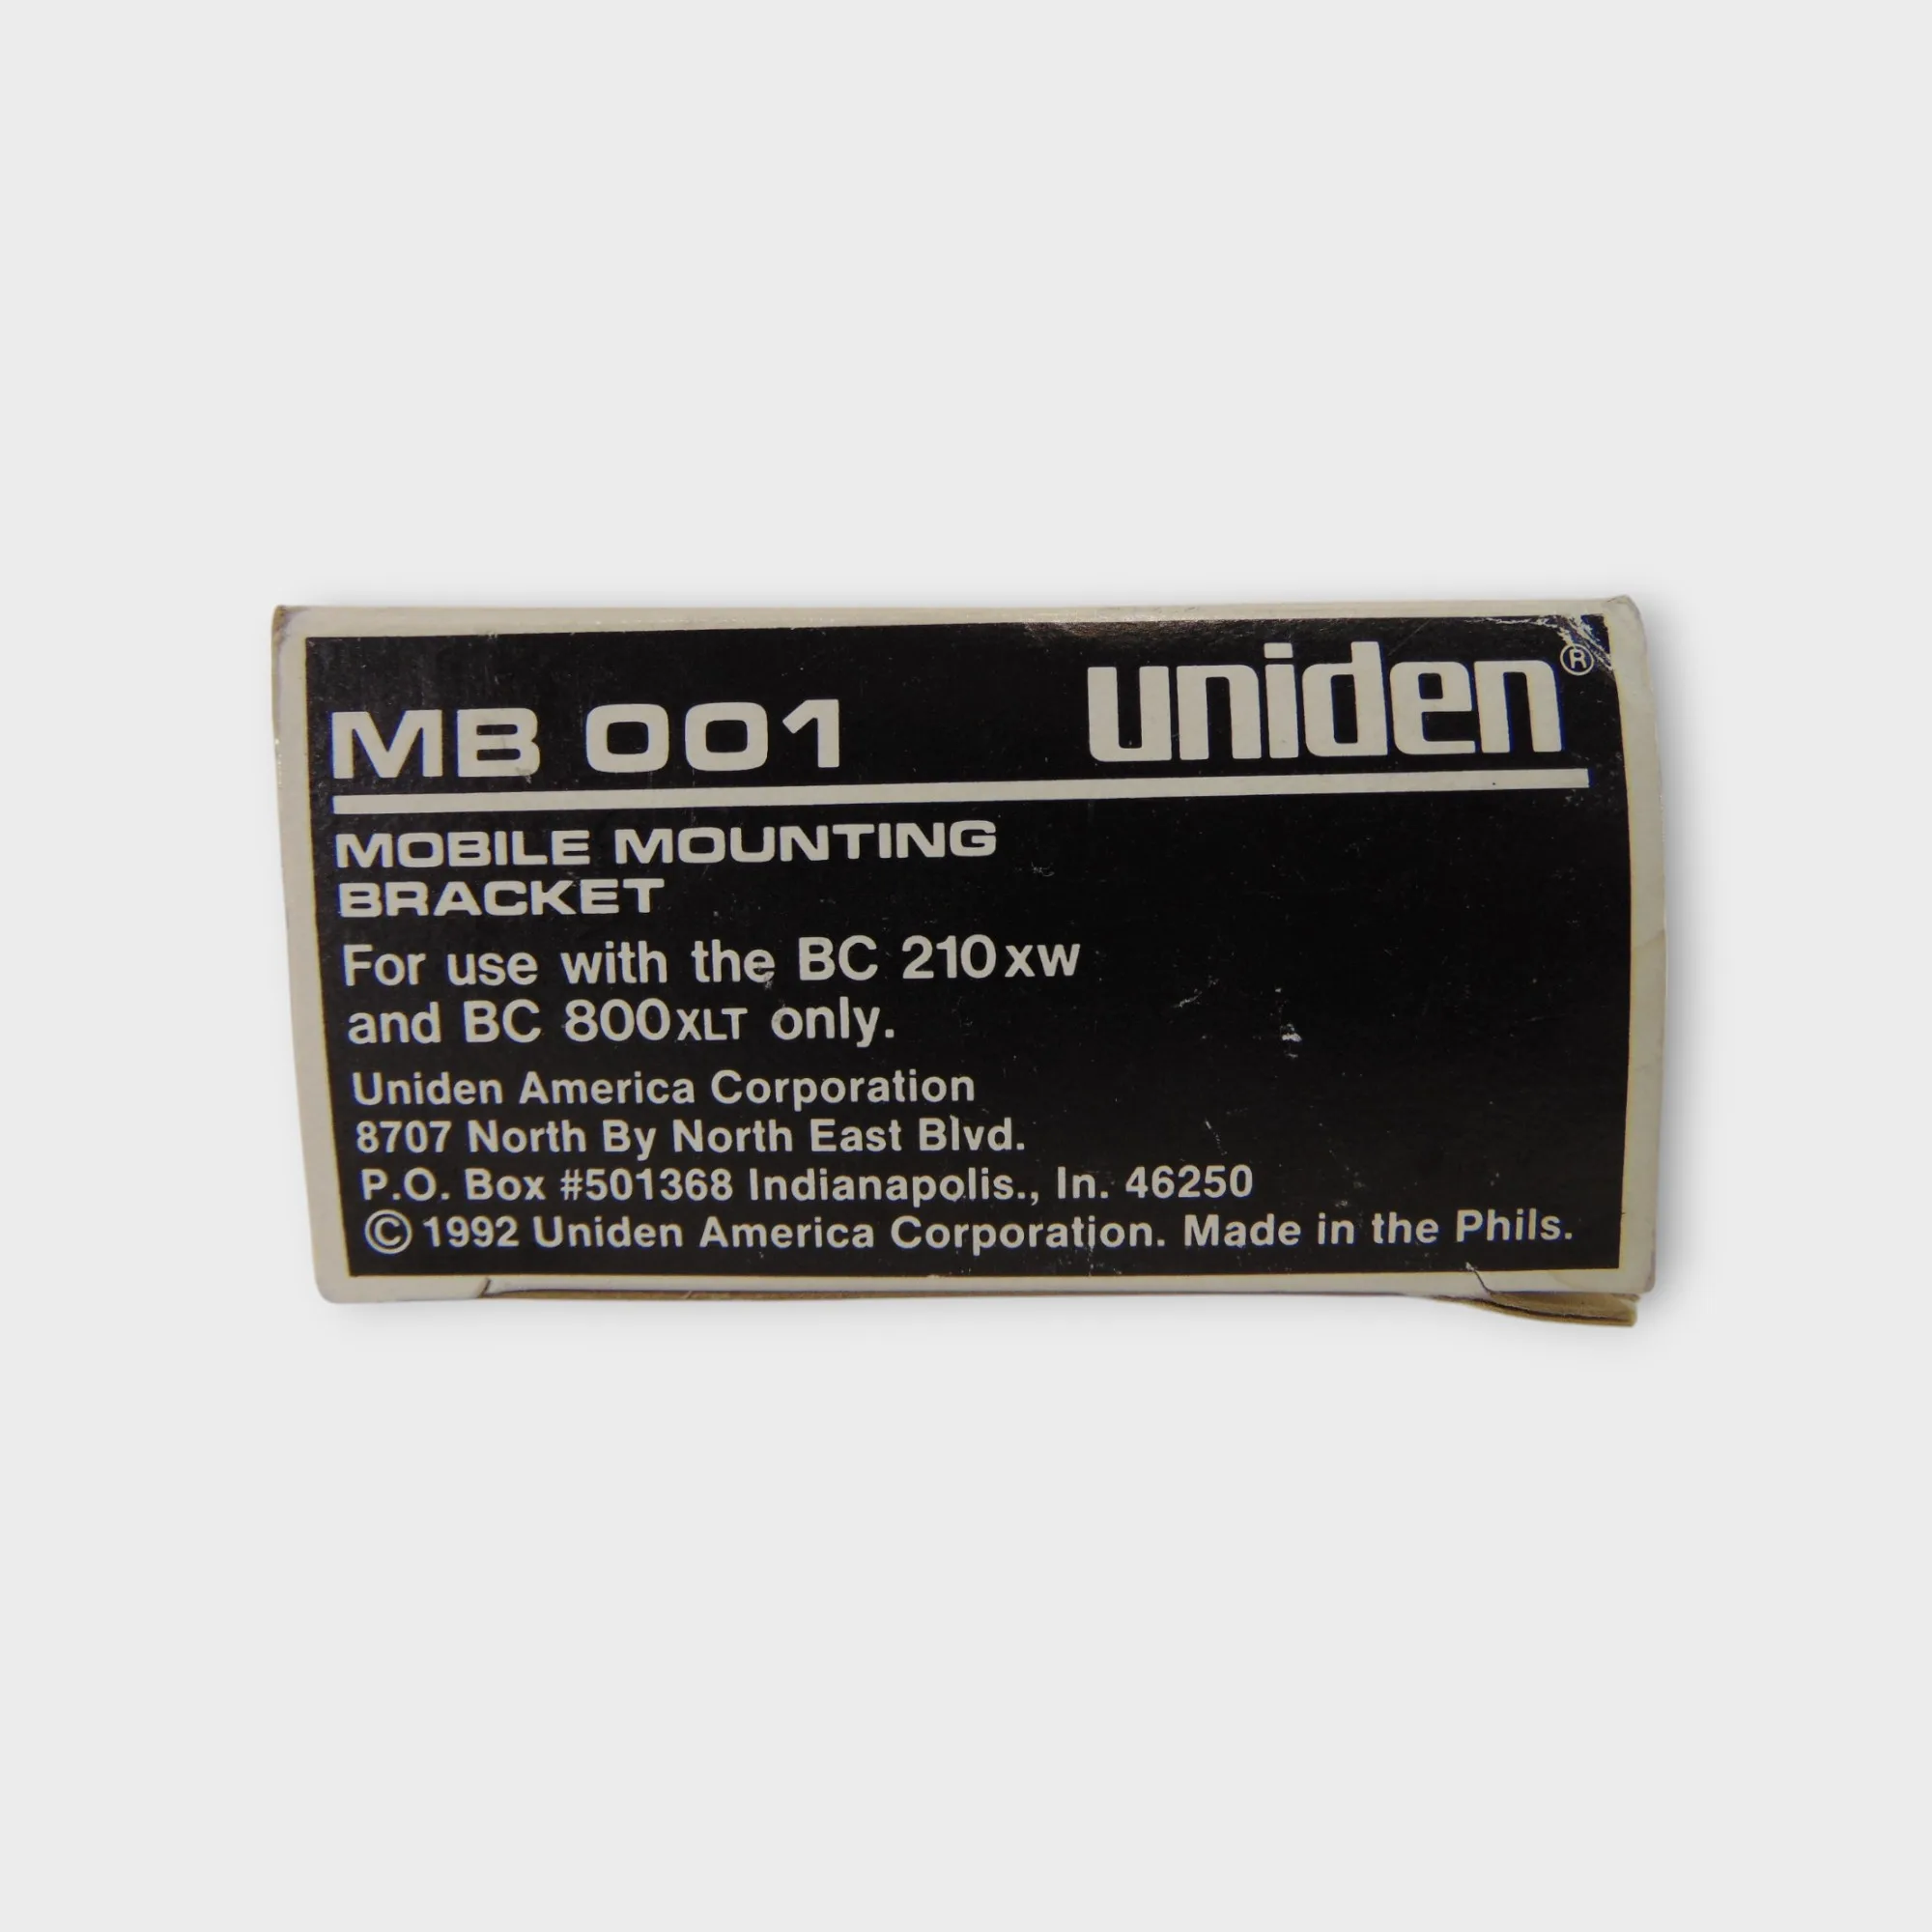 MB 001 uniden®
MOBILE MOUNTING
BRACKET
For use with the BC 210XW
and BC 800XLT only.
Uniden America Corporation
8707 North By North East Blvd.
P.O. Box #501368 Indianapolis., In. 46250
© 1992 Uniden America Corporation. Made in the Phils.